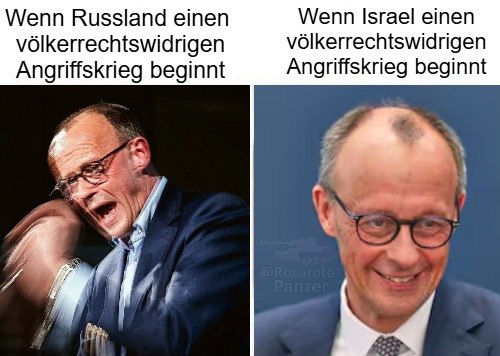 Wenn Russland einen
völkerrechtswidrigen
Angriffskrieg beginnt
Wenn Israel einen
völkerrechtswidrigen
Angriffskrieg beginnt
@Rosarote
Panzer